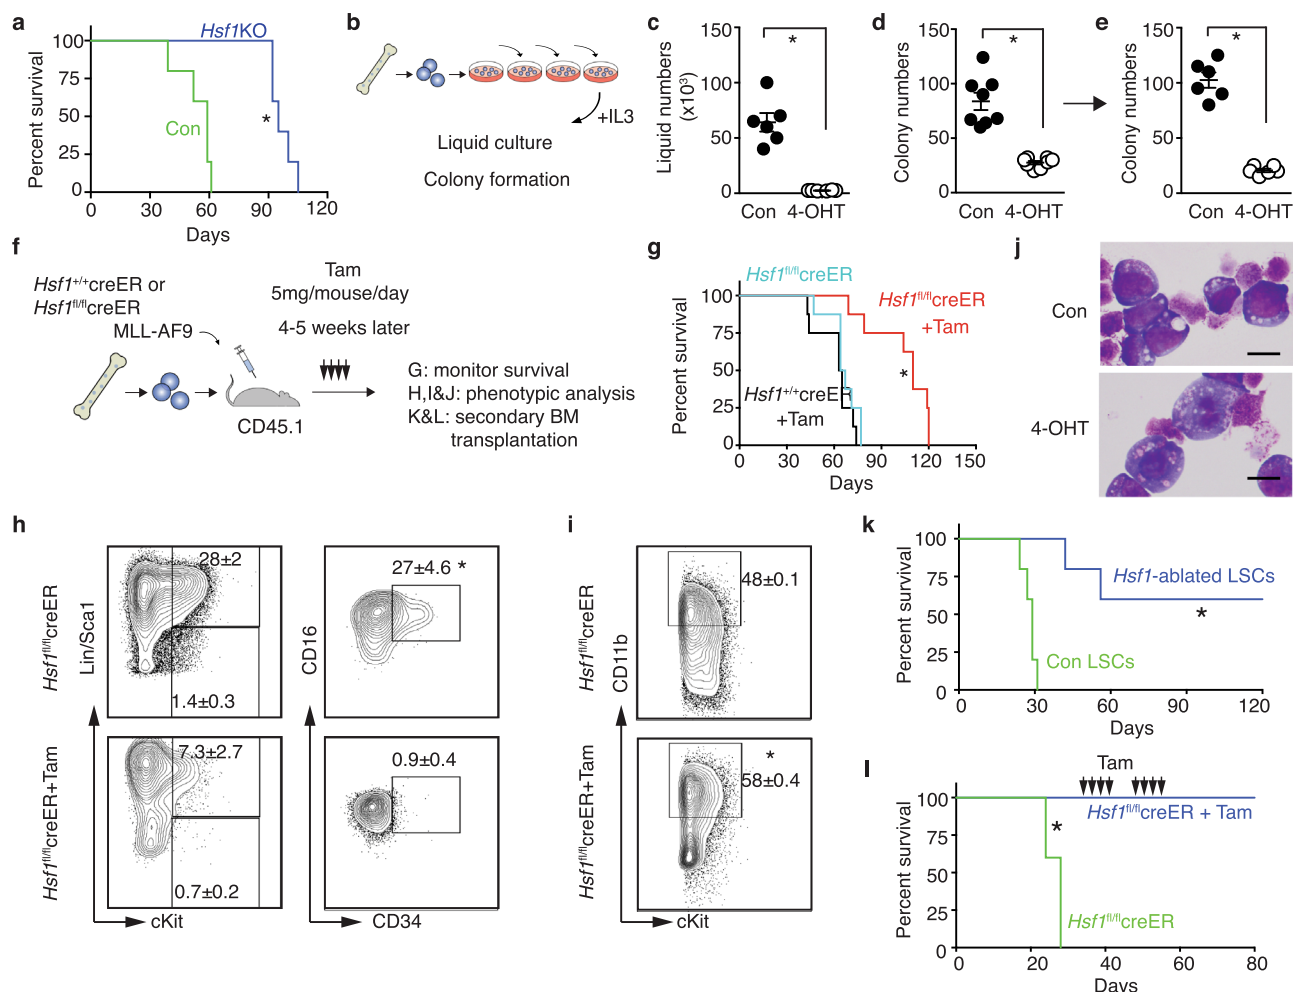 a
Hsf1KO
100
75
50
25
0
Percent survival
Con
*
0 30 60 90 120
Days
b
+IL3
Liquid culture
Colony formation
c
150
100
50
0
Liquid numbers
(x10³)
*
Con 4-OHT
d
150
100
50
0
Colony numbers
*
Con 4-OHT
e
150
100
50
0
Colony numbers
*
Con 4-OHT
f
Hsf1+/+creER or
Hsf1fl/flcreER
MLL-AF9
Tam
5mg/mouse/day
4-5 weeks later
CD45.1
G: monitor survival
H,I&J: phenotypic analysis
K&L: secondary BM
transplantation
g
Hsf1fl/flcreER
Hsf1fl/flcreER
+Tam
100
75
50
25
0
Percent survival
*
Hsf1+/+creER
+Tam
0 30 60 90 120 150
Days
j
Con
4-OHT
h
Hsf1fl/flcreER
Lin/Sca1
28±2
1.4±0.3
CD16
27±4.6 *
Hsf1fl/flcreER+Tam
7.3±2.7
0.7±0.2
0.9±0.4
cKit
CD34
i
Hsf1fl/flcreER
CD11b
48±0.1
Hsf1fl/flcreER+Tam
*
58±0.4
cKit
k
100
75
50
25
0
Percent survival
Hsf1-ablated LSCs
*
Con LSCs
0 30 60 90 120
Days
l
Tam
100
75
50
25
0
Percent survival
Hsf1fl/flcreER + Tam
*
Hsf1fl/flcreER
0 20 40 60 80
Days